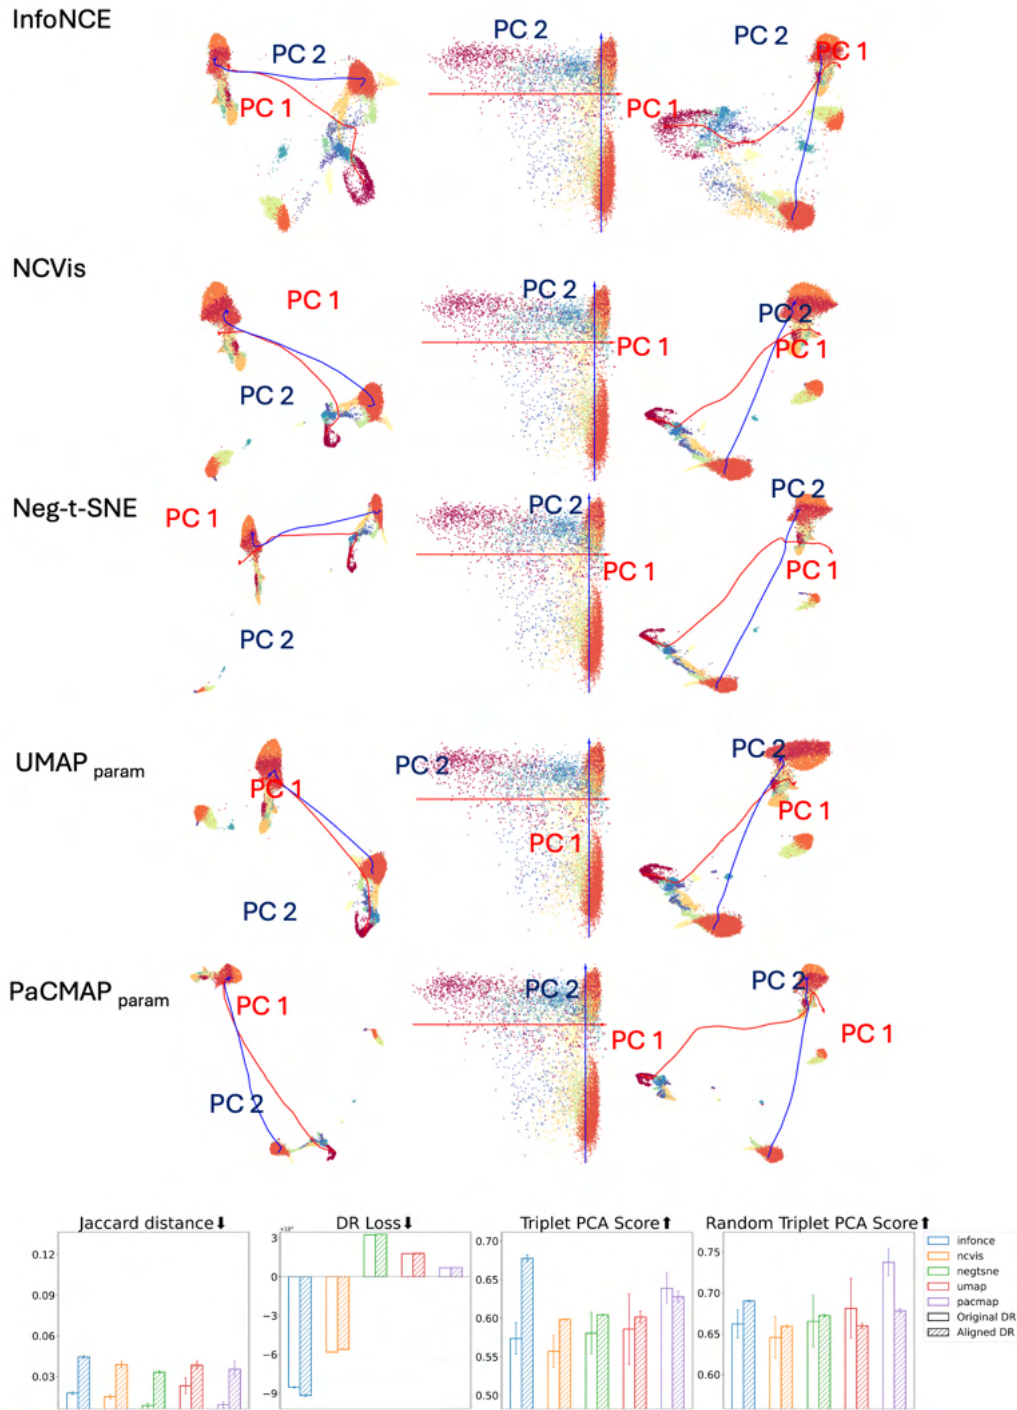 InfoNCE
PC 2
PC 1
PC 2
PC 1
PC 2
PC 1
NCVis
PC 1
PC 2
PC 2
PC 1
PC 2
PC 1
Neg-t-SNE
PC 1
PC 2
PC 2
PC 1
PC 2
PC 1
UMAP param
PC 1
PC 2
PC 2
PC 1
PC 2
PC 1
PaCMAP param
PC 1
PC 2
PC 2
PC 1
PC 2
PC 1
Jaccard distance⬇
0.12
0.09
0.06
0.03
DR Loss⬇
3
0
−3
−6
−9
Triplet PCA Score⬆
0.70
0.65
0.60
0.55
0.50
Random Triplet PCA Score⬆
0.75
0.70
0.65
0.60
infonce
ncvis
negtsne
umap
pacmap
Original DR
Aligned DR